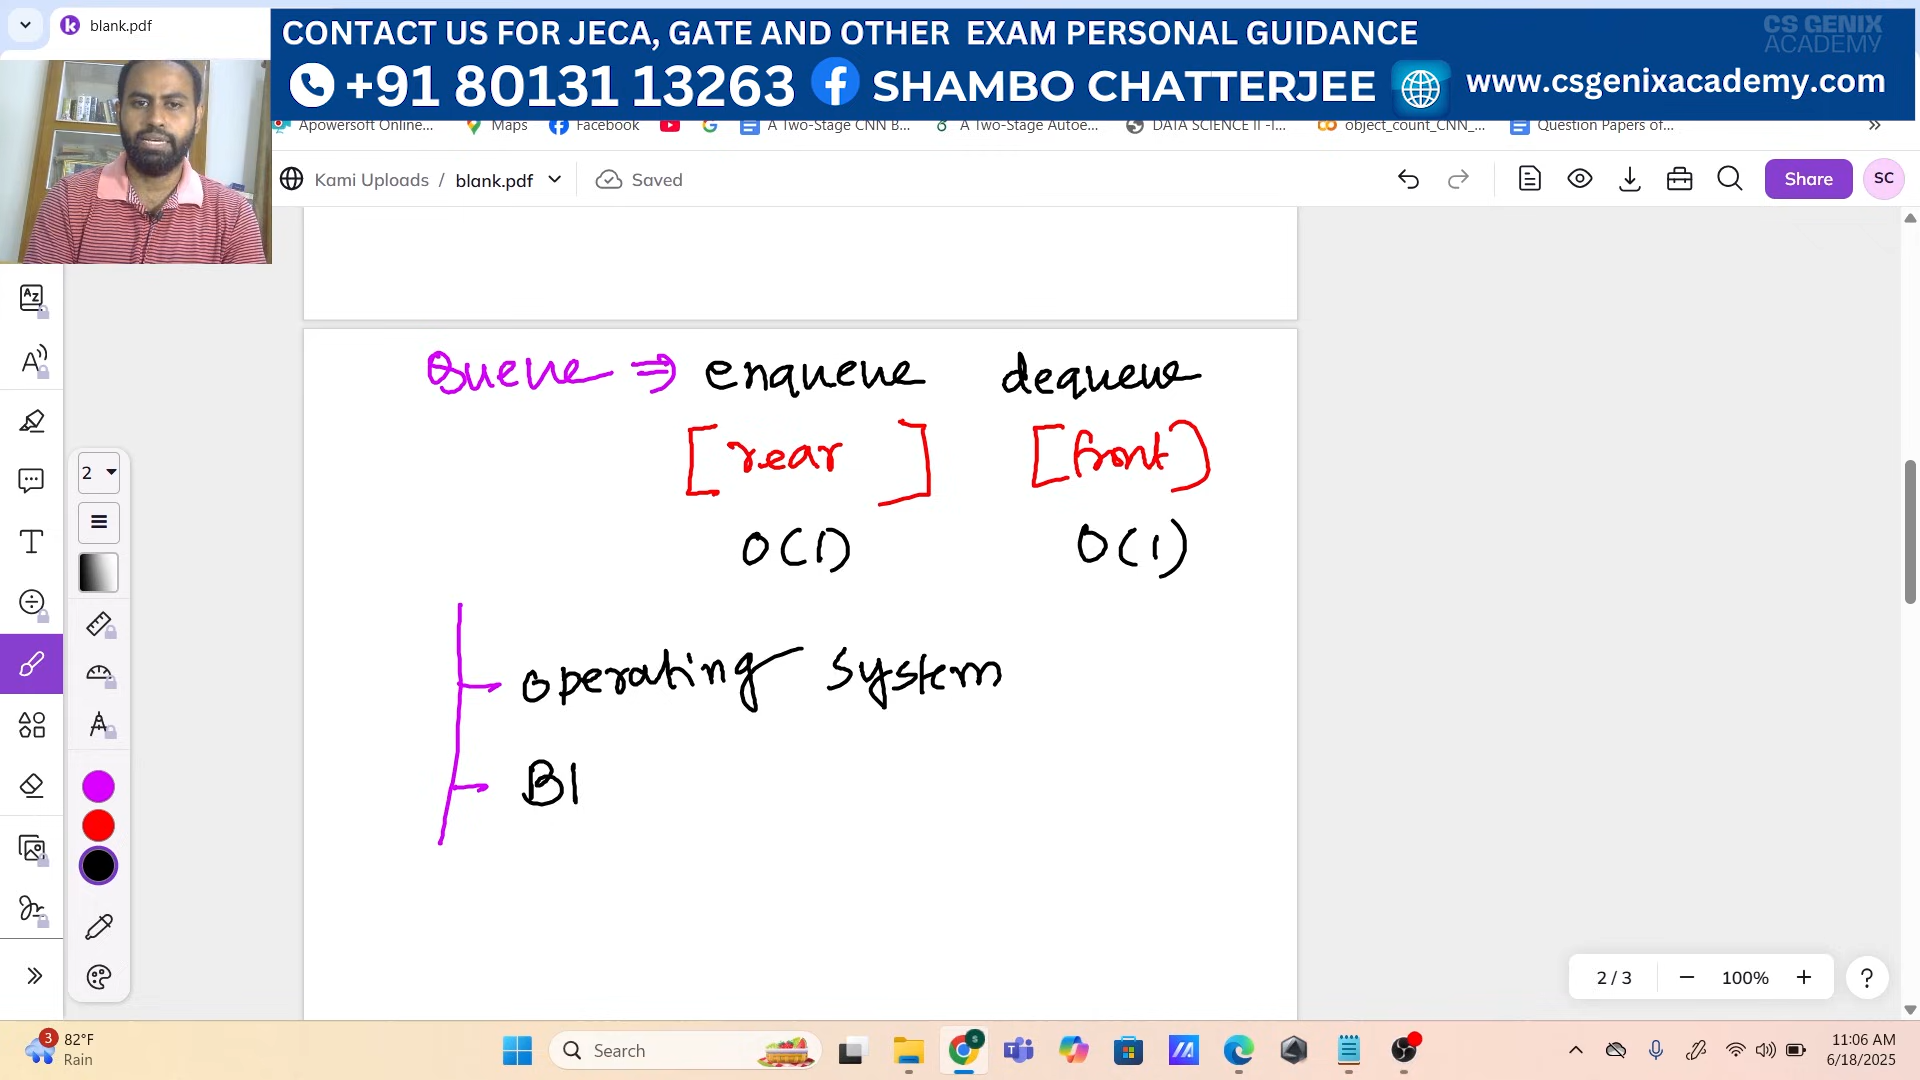 blank.pdf
CONTACT US FOR JECA, GATE AND OTHER EXAM PERSONAL GUIDANCE
CS GENIX
ACADEMY
+91 80131 13263 SHAMBO CHATTERJEE www.csgenixacademy.com
Apowersoft Online... Maps Facebook A Two-Stage CNN B... A Two-Stage Autoe... DATA SCIENCE II -I... object_count_CNN_... Question Papers of...
Kami Uploads / blank.pdf Saved Share SC
Queue ⇒ enqueue dequeue
[rear] [front)
O(1) O(1)
2
operating system
BI
2 / 3 100%
3 82°F
Rain
Search
11:06 AM
6/18/2025